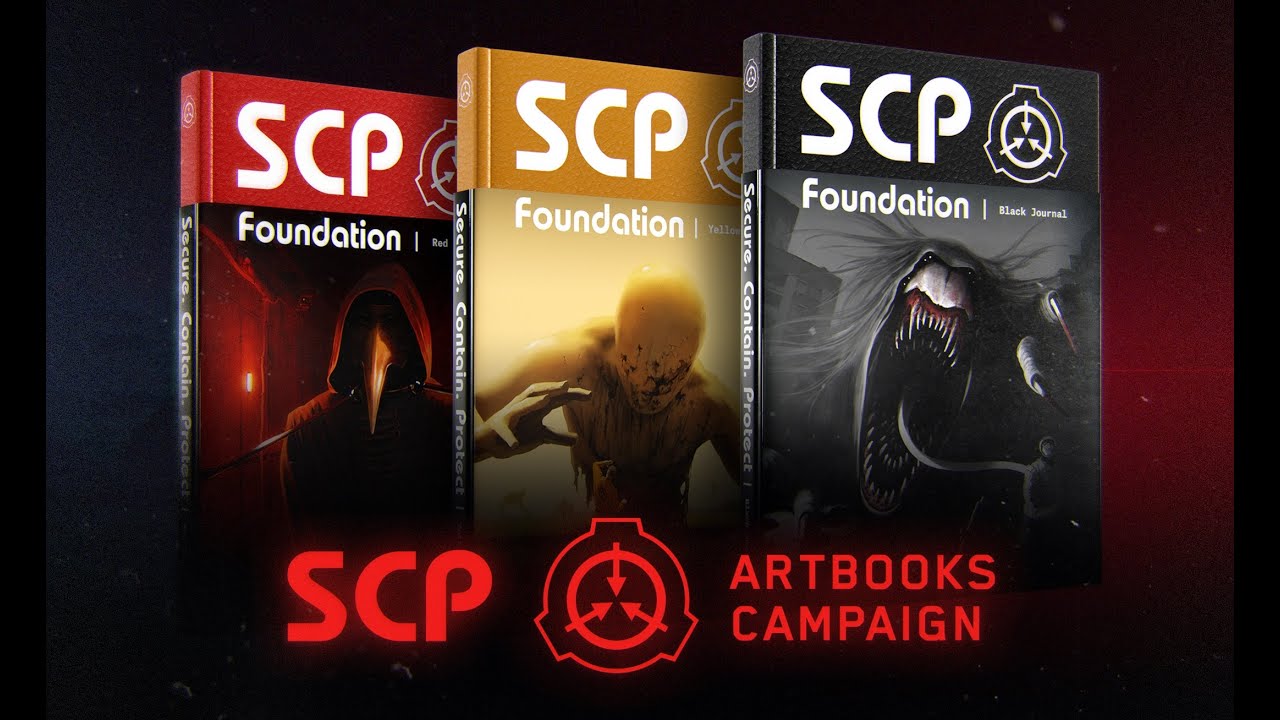 SCP
Foundation | Red
Secure. Contain. Protect
SCP
Foundation | Yellow
Secure. Contain. Protect |
SCP
Foundation | Black Journal
Secure. Contain. Protect |
SCP
ARTBOOKS
CAMPAIGN